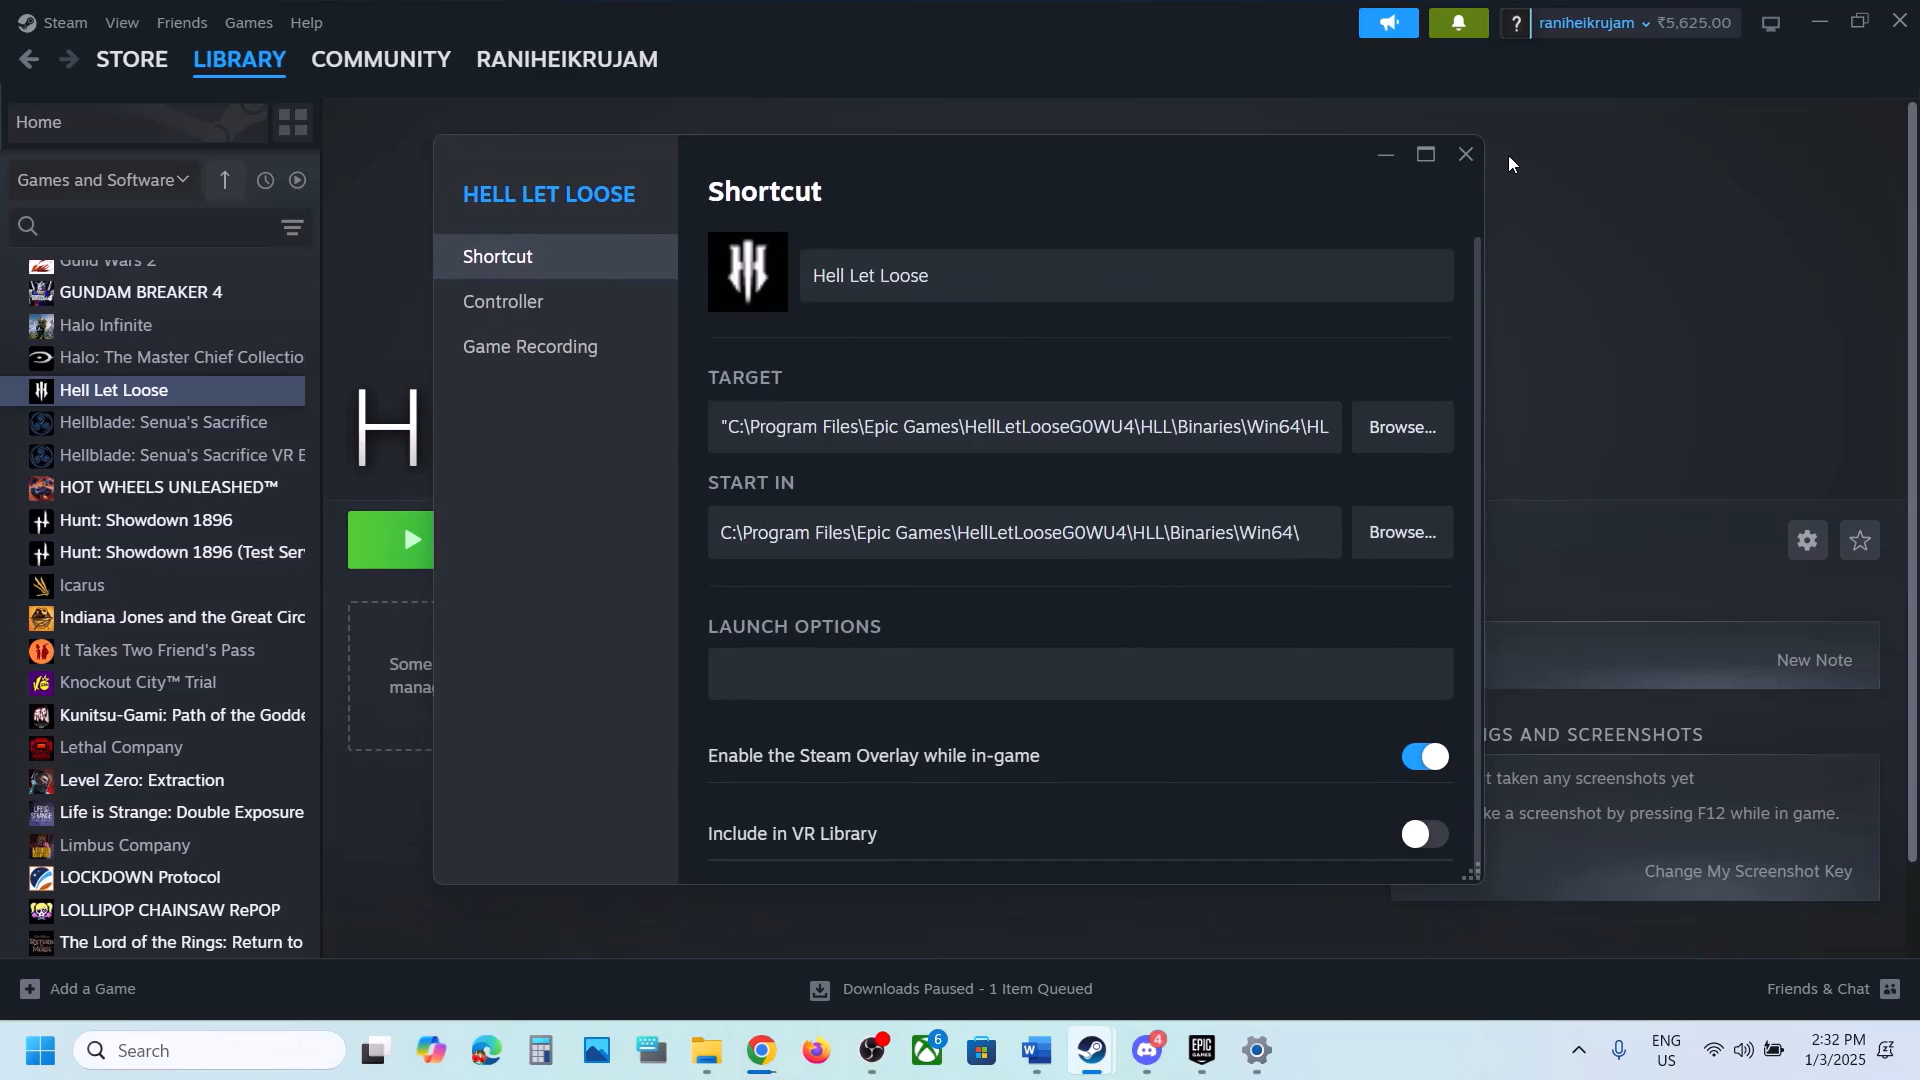 Steam View Friends Games Help
? raniheikrujam ₹5,625.00
STORE LIBRARY COMMUNITY RANIHEIKRUJAM
Home
Games and Software
Guild Wars 2
GUNDAM BREAKER 4
Halo Infinite
Halo: The Master Chief Collectio
Hell Let Loose
Hellblade: Senua's Sacrifice
Hellblade: Senua's Sacrifice VR E
HOT WHEELS UNLEASHED™
Hunt: Showdown 1896
Hunt: Showdown 1896 (Test Ser
Icarus
Indiana Jones and the Great Circ
It Takes Two Friend's Pass
Knockout City™ Trial
Kunitsu-Gami: Path of the Godde
Lethal Company
Level Zero: Extraction
Life is Strange: Double Exposure
Limbus Company
LOCKDOWN Protocol
LOLLIPOP CHAINSAW RePOP
The Lord of the Rings: Return to
H
Some
mana
HELL LET LOOSE
Shortcut
Controller
Game Recording
Shortcut
Hell Let Loose
TARGET
"C:\Program Files\Epic Games\HellLetLooseG0WU4\HLL\Binaries\Win64\HL
Browse...
START IN
C:\Program Files\Epic Games\HellLetLooseG0WU4\HLL\Binaries\Win64\
Browse...
LAUNCH OPTIONS
Enable the Steam Overlay while in-game
Include in VR Library
New Note
GS AND SCREENSHOTS
t taken any screenshots yet
ke a screenshot by pressing F12 while in game.
Change My Screenshot Key
Add a Game
Downloads Paused - 1 Item Queued
Friends & Chat
Search
6
4
EPIC GAMES
ENG
US
2:32 PM
1/3/2025